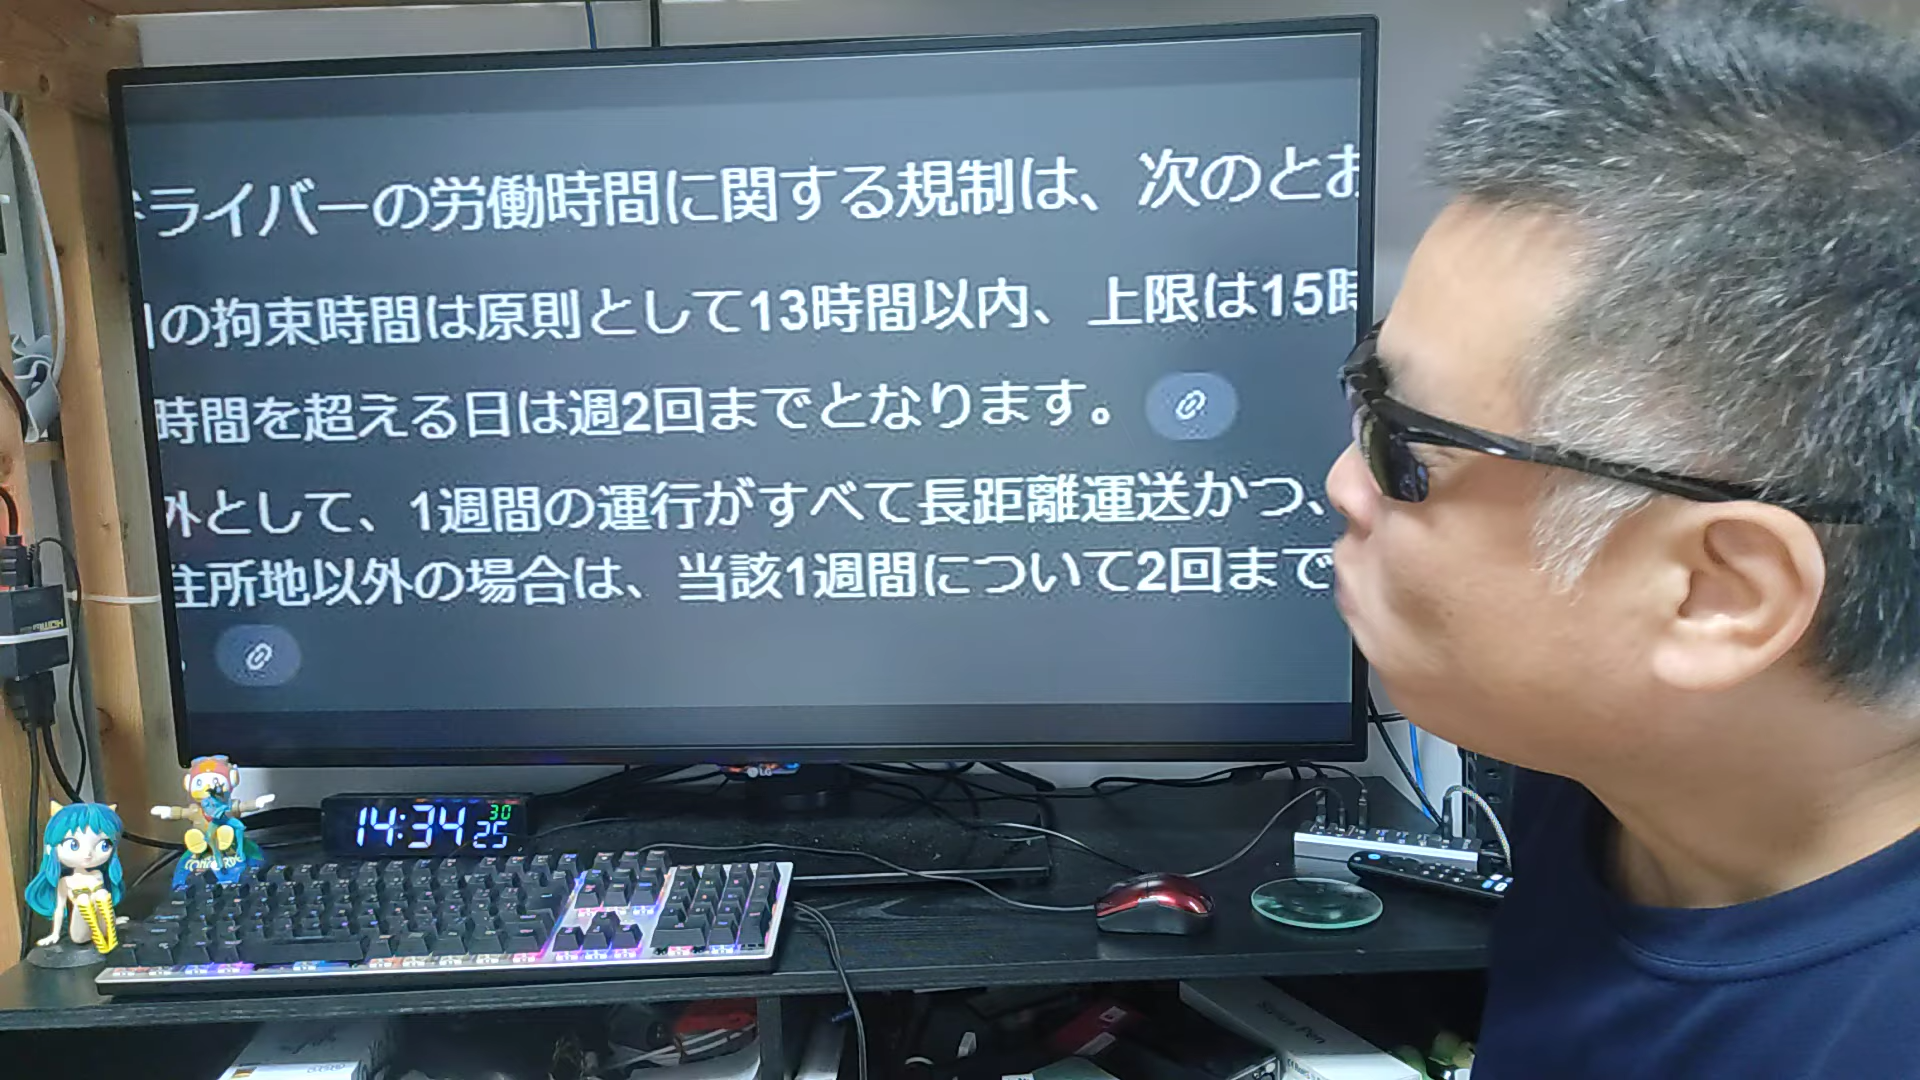 ライバーの労働時間に関する規制は、次のとお
の拘束時間は原則として13時間以内、上限は15時
時間を超える日は週2回までとなります。
外として、1週間の運行がすべて長距離運送かつ、
住所地以外の場合は、当該1週間について2回まで
LG
14:34 30 25
HDMI